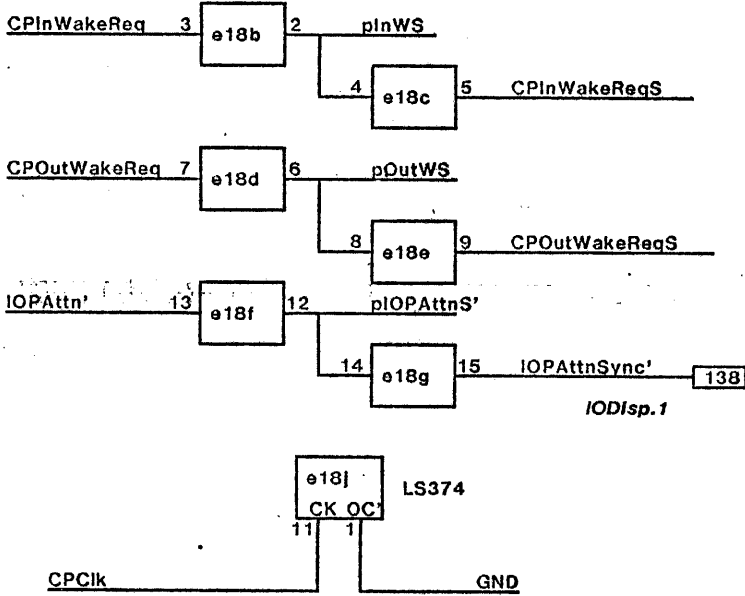 CPInWakeReq 3 e18b 2 pInWS
4 e18c 5 CPInWakeReqS
CPOutWakeReq 7 e18d 6 pOutWS
8 e18e 9 CPOutWakeReqS
IOPAttn' 13 e18f 12 pIOPAttnS'
14 e18g 15 IOPAttnSync' 138
IODisp.1
e18j LS374
CK OC'
11 1
CPClk GND